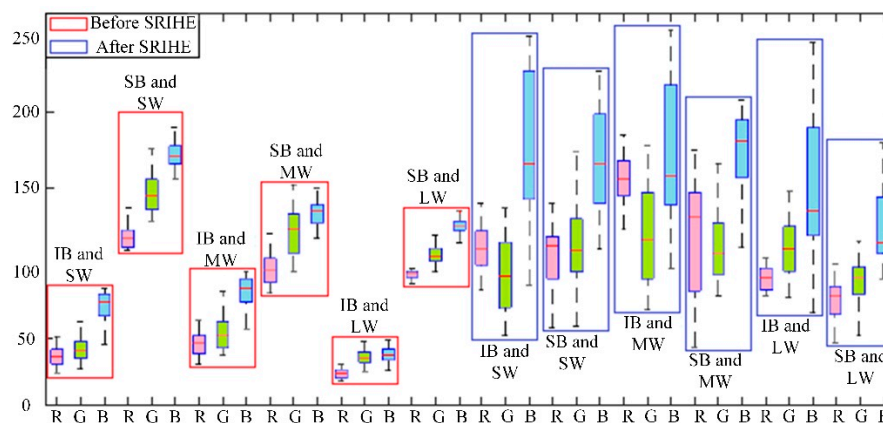 250
200
150
100
50
0
Before SRIHE
After SRIHE
IB and
SW
SB and
SW
IB and
MW
SB and
MW
IB and
LW
SB and
LW
IB and
SW
SB and
SW
IB and
MW
SB and
MW
IB and
LW
SB and
LW
R G B R G B R G B R G B R G B R G B R G B R G B R G B R G B R G B R G B